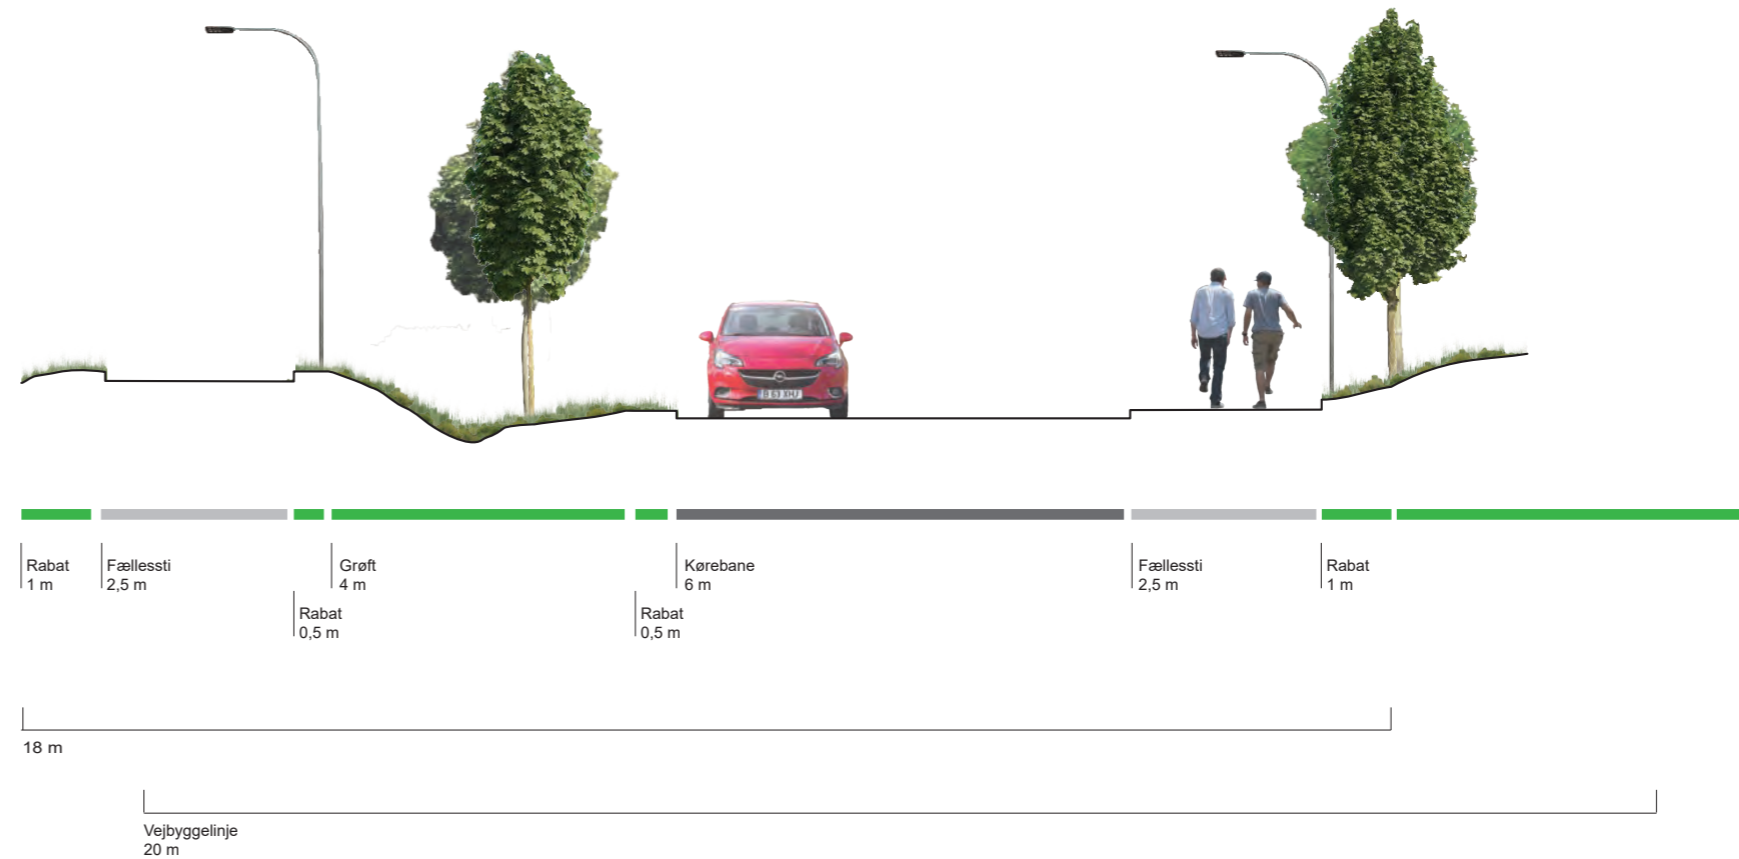 Rabat
1 m
Fællessti
2,5 m
Rabat
0,5 m
Grøft
4 m
Rabat
0,5 m
Kørebane
6 m
Fællessti
2,5 m
Rabat
1 m
18 m
Vejbyggelinje
20 m